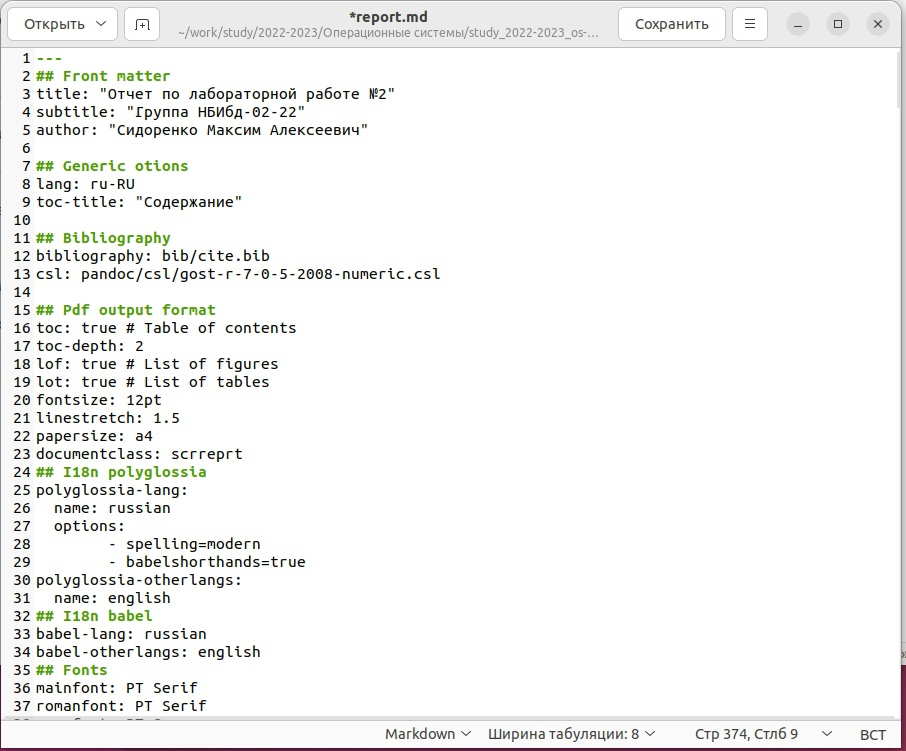 Открыть
*report.md
~/work/study/2022-2023/Операционные системы/study_2022-2023_os-...
Сохранить
1 ---
2 ## Front matter
3 title: "Отчет по лабораторной работе №2"
4 subtitle: "Группа НБИбд-02-22"
5 author: "Сидоренко Максим Алексеевич"
6
7 ## Generic otions
8 lang: ru-RU
9 toc-title: "Содержание"
10
11 ## Bibliography
12 bibliography: bib/cite.bib
13 csl: pandoc/csl/gost-r-7-0-5-2008-numeric.csl
14
15 ## Pdf output format
16 toc: true # Table of contents
17 toc-depth: 2
18 lof: true # List of figures
19 lot: true # List of tables
20 fontsize: 12pt
21 linestretch: 1.5
22 papersize: a4
23 documentclass: scrreprt
24 ## I18n polyglossia
25 polyglossia-lang:
26   name: russian
27   options:
28         - spelling=modern
29         - babelshorthands=true
30 polyglossia-otherlangs:
31   name: english
32 ## I18n babel
33 babel-lang: russian
34 babel-otherlangs: english
35 ## Fonts
36 mainfont: PT Serif
37 romanfont: PT Serif
Markdown Ширина табуляции: 8 Стр 374, Стлб 9 ВСТ